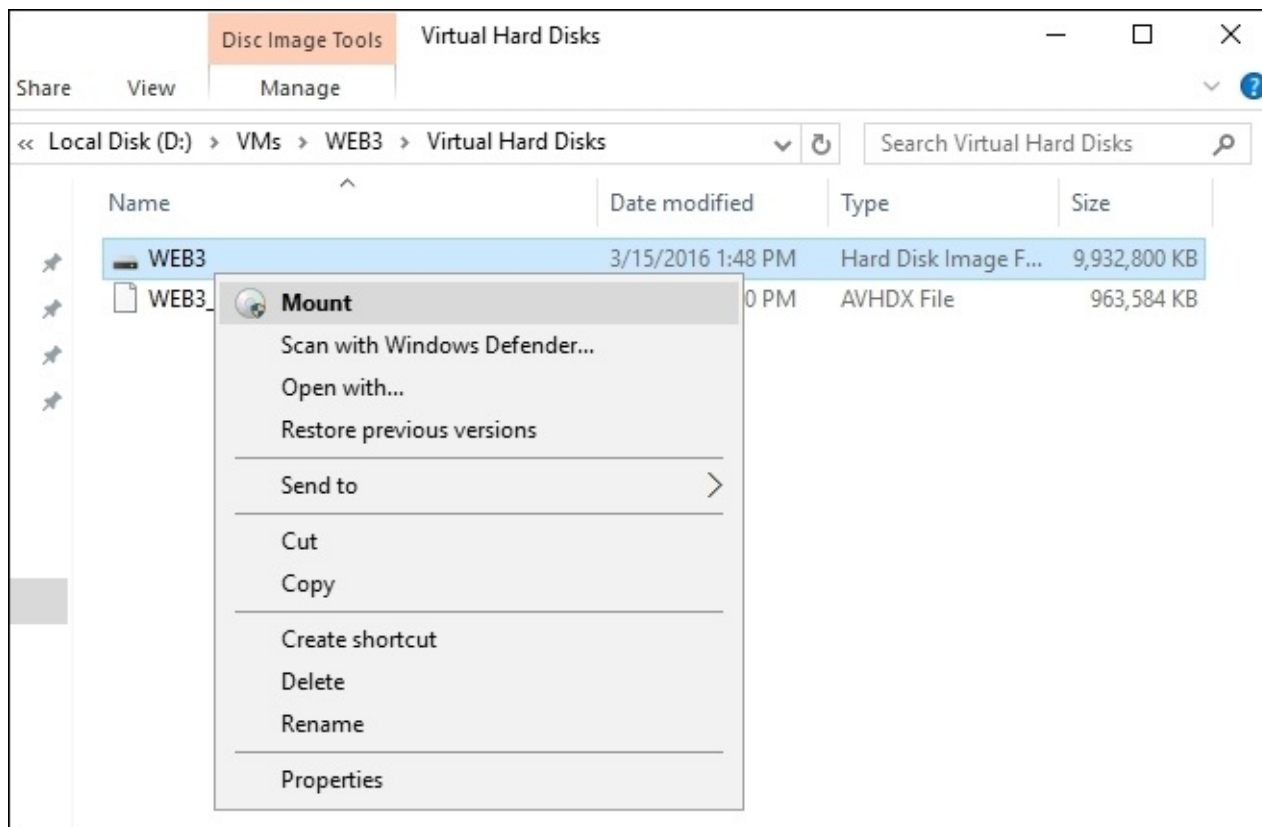 Disc Image Tools Virtual Hard Disks
Share View Manage
?
« Local Disk (D:) > VMs > WEB3 > Virtual Hard Disks Search Virtual Hard Disks
Name Date modified Type Size
WEB3 3/15/2016 1:48 PM Hard Disk Image F... 9,932,800 KB
WEB3_ 0 PM AVHDX File 963,584 KB
Mount
Scan with Windows Defender...
Open with...
Restore previous versions
Send to
Cut
Copy
Create shortcut
Delete
Rename
Properties